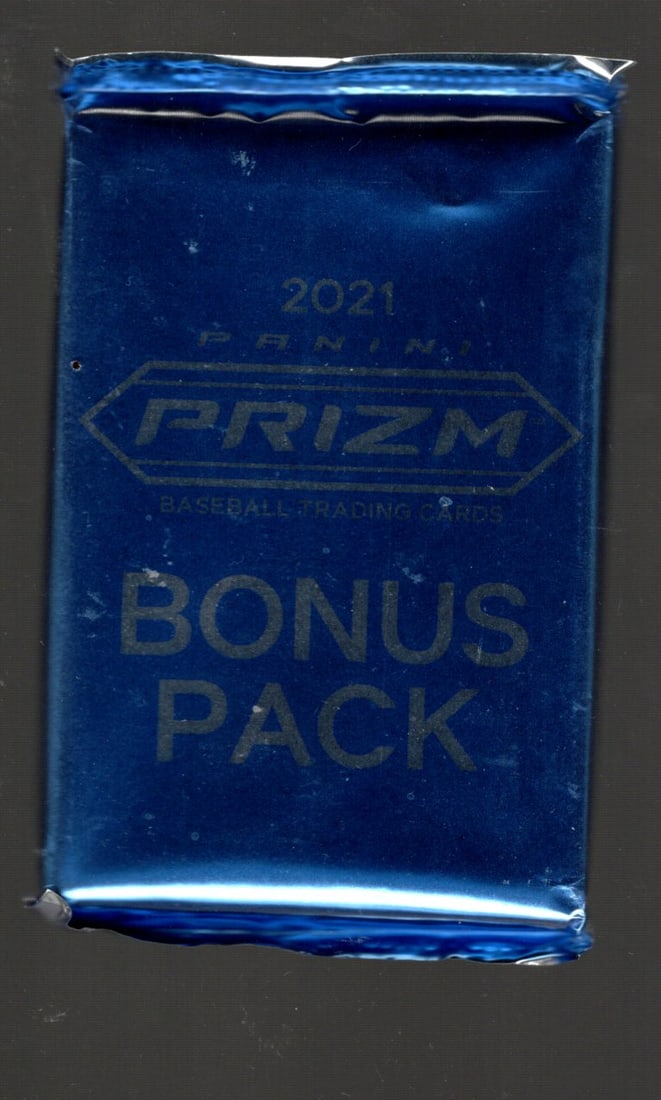 2021
PANINI
PRIZM
BASEBALL TRADING CARDS
BONUS
PACK